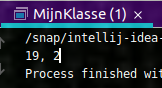 MijnKlasse (1) ×
/snap/intellij-idea-
19, 2
Process finished wit